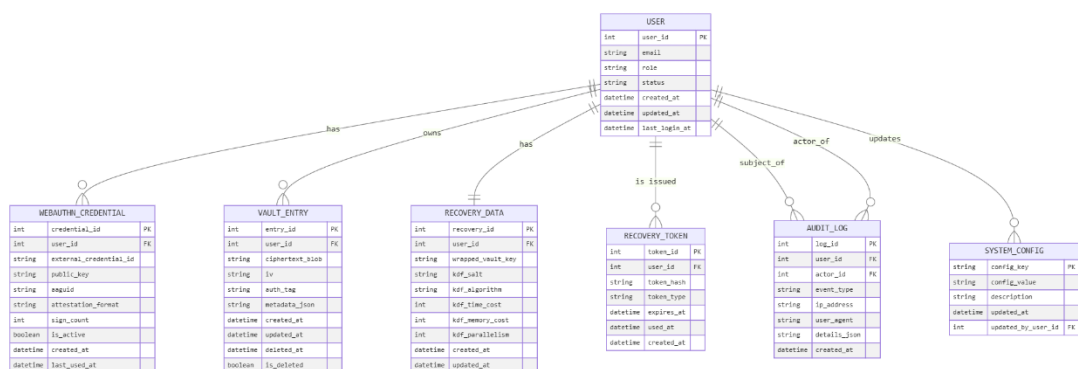 USER
int user_id PK
string email
string role
string status
datetime created_at
datetime updated_at
datetime last_login_at
has
owns
has
is issued
subject_of
actor_of
updates
WEBAUTHN_CREDENTIAL
int credential_id PK
int user_id FK
string external_credential_id
string public_key
string aaguid
string attestation_format
int sign_count
boolean is_active
datetime created_at
datetime last_used_at
VAULT_ENTRY
int entry_id PK
int user_id FK
string ciphertext_blob
string iv
string auth_tag
string metadata_json
datetime created_at
datetime updated_at
datetime deleted_at
boolean is_deleted
RECOVERY_DATA
int recovery_id PK
int user_id FK
string wrapped_vault_key
string kdf_salt
string kdf_algorithm
int kdf_time_cost
int kdf_memory_cost
int kdf_parallelism
datetime created_at
datetime updated_at
RECOVERY_TOKEN
int token_id PK
int user_id FK
string token_hash
string token_type
datetime expires_at
datetime used_at
datetime created_at
AUDIT_LOG
int log_id PK
int user_id FK
int actor_id PK
string event_type
string ip_address
string user_agent
string details_json
datetime created_at
SYSTEM_CONFIG
string config_key PK
string config_value
string description
datetime updated_at
int updated_by_user_id FK